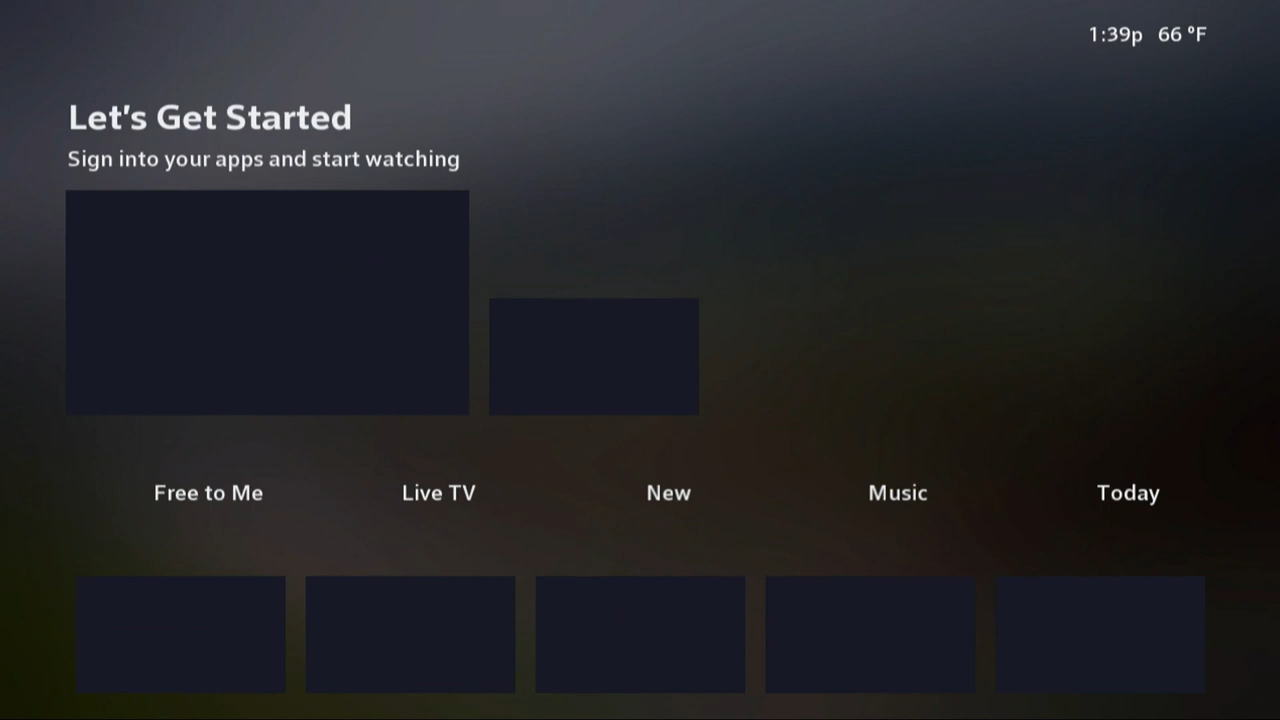 1:39p 66 °F
Let's Get Started
Sign into your apps and start watching
Free to Me Live TV New Music Today